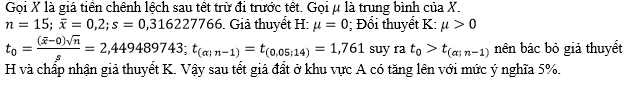 Gọi X là giá tiền chênh lệch sau tết trừ đi trước tết. Gọi μ là trung bình của X.
n = 15; x̄ = 0,2; s = 0,316227766. Giả thuyết H: μ = 0; Đối thuyết K: μ > 0
t₀ = (x̄−0)√n / s = 2,449489743; t(α; n−1) = t(0,05;14) = 1,761 suy ra t₀ > t(α; n−1) nên bác bỏ giả thuyết
H và chấp nhận giả thuyết K. Vậy sau tết giá đất ở khu vực A có tăng lên với mức ý nghĩa 5%.